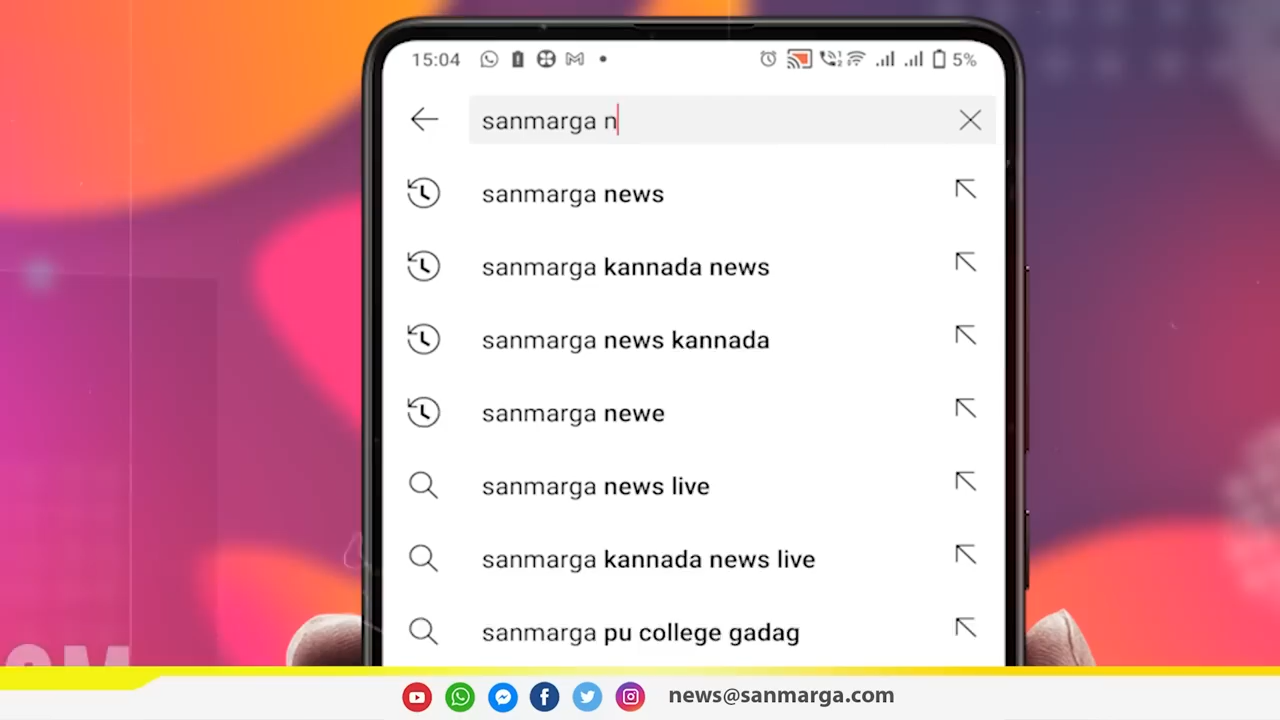 15:04 5%
sanmarga n
sanmarga news
sanmarga kannada news
sanmarga news kannada
sanmarga newe
sanmarga news live
sanmarga kannada news live
sanmarga pu college gadag
OM
news@sanmarga.com